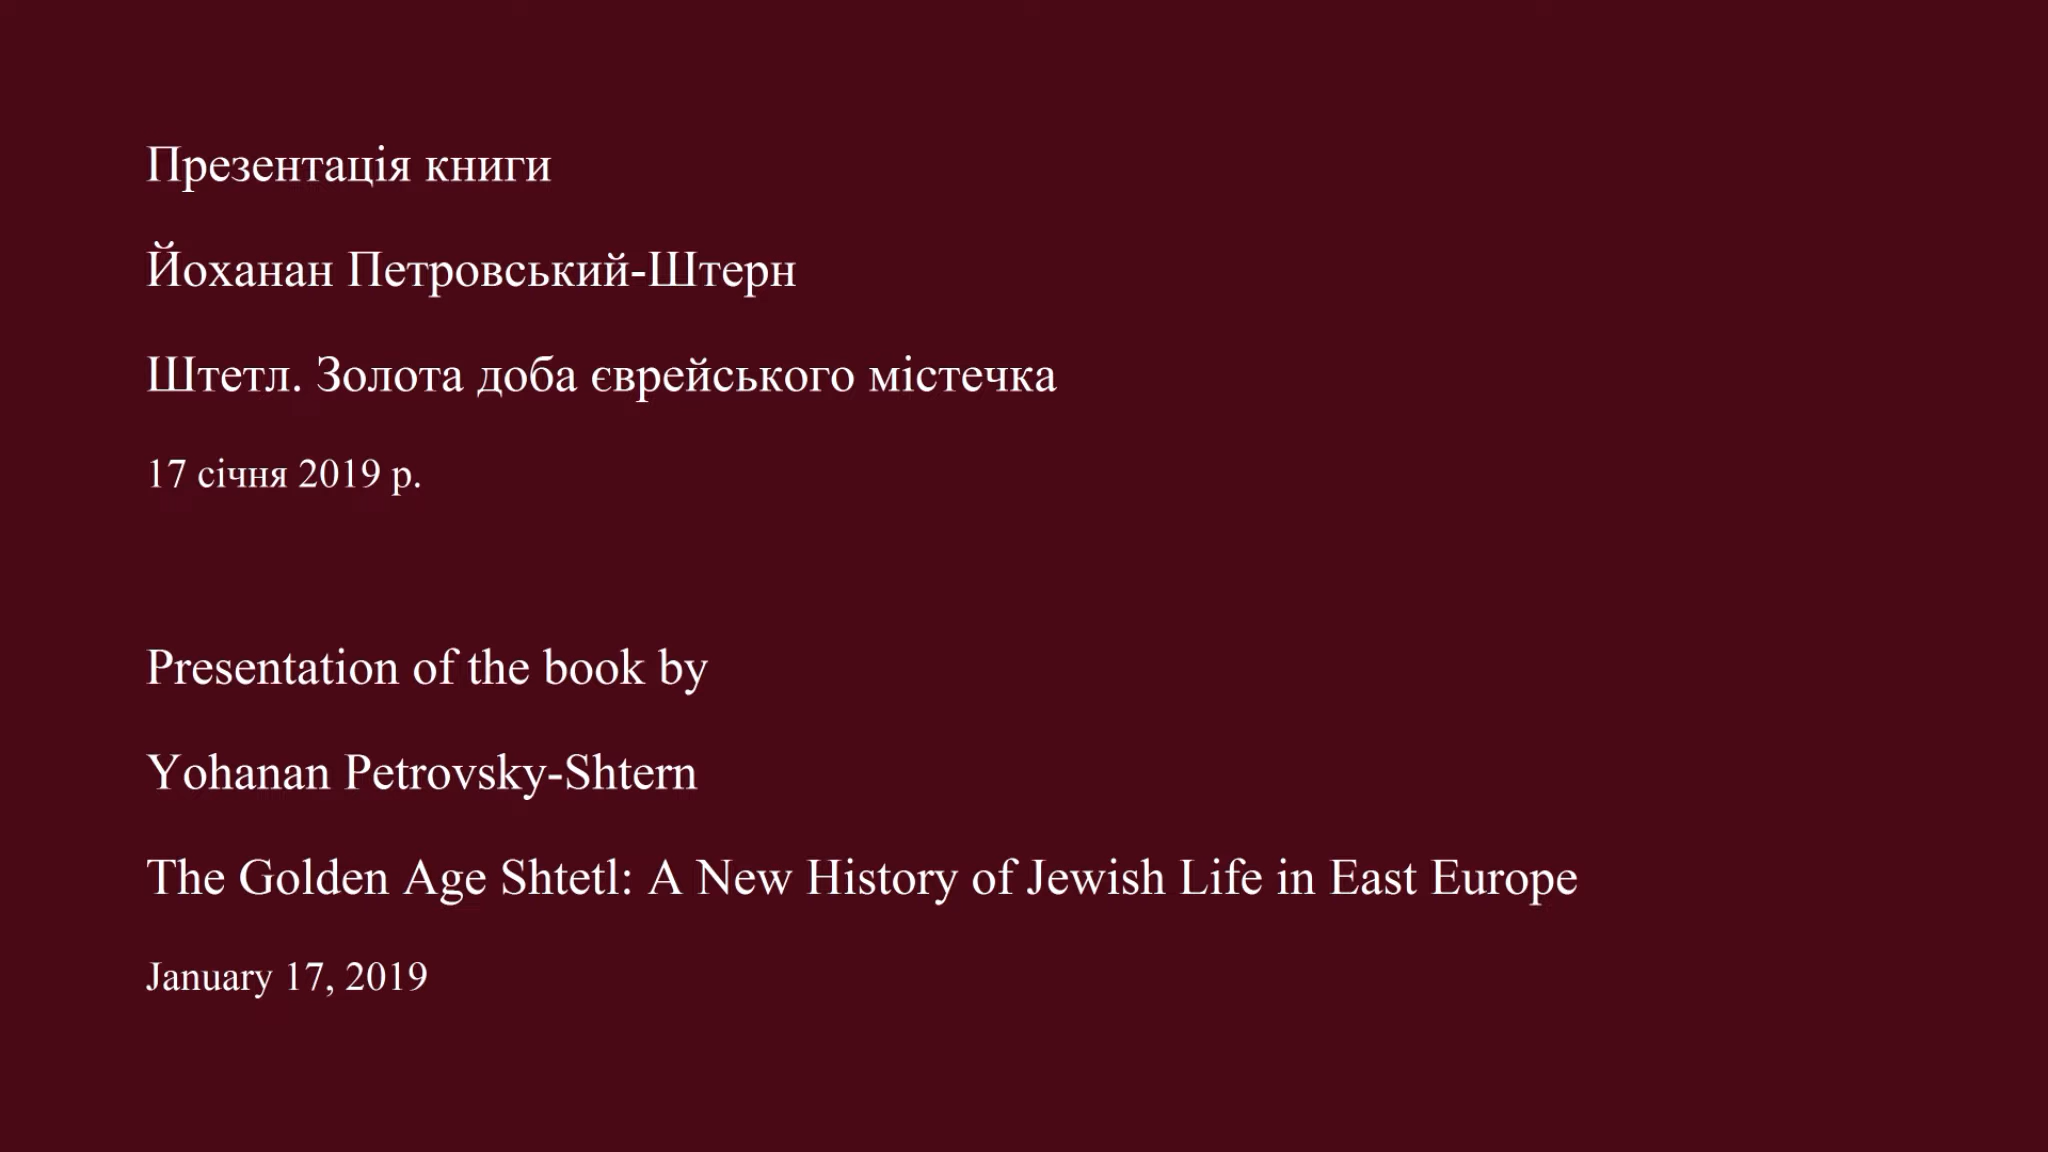 Презентація книги
Йоханан Петровський-Штерн
Штетл. Золота доба єврейського містечка
17 січня 2019 р.
Presentation of the book by
Yohanan Petrovsky-Shtern
The Golden Age Shtetl: A New History of Jewish Life in East Europe
January 17, 2019